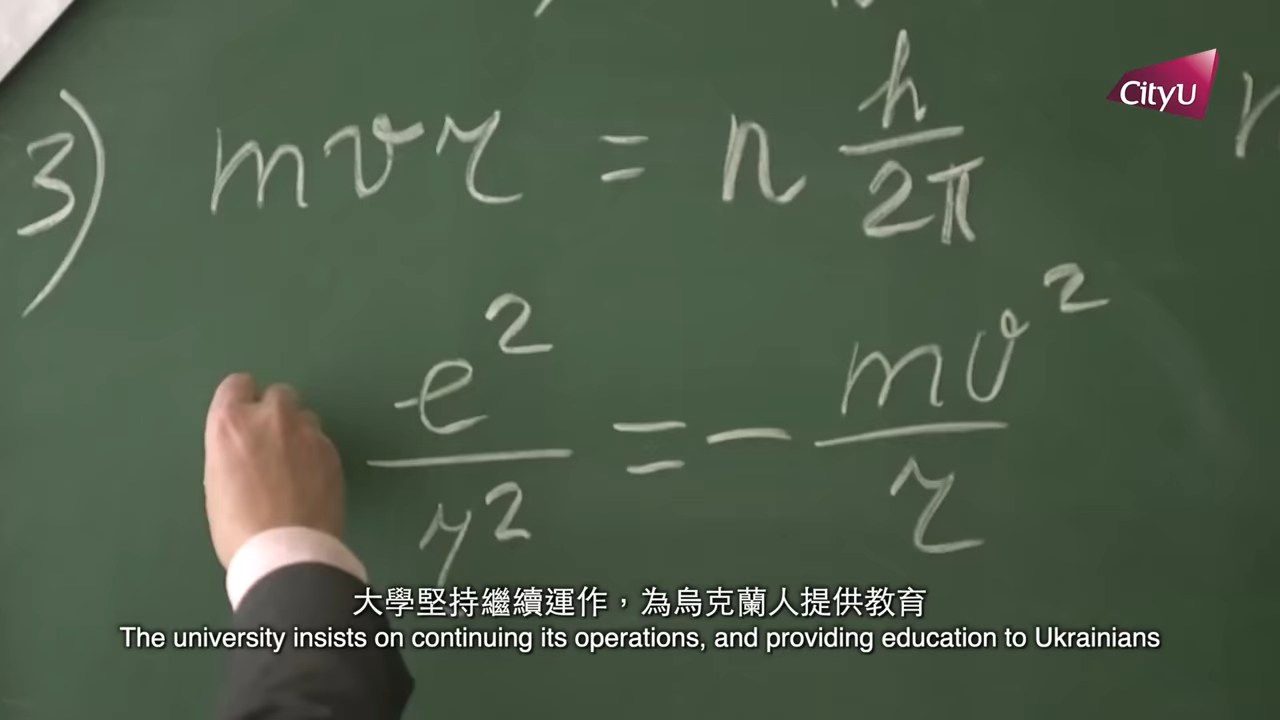 CityU
3) mvr = n h/2π
e²/r² = - mv²/r
大學堅持繼續運作，為烏克蘭人提供教育
The university insists on continuing its operations, and providing education to Ukrainians